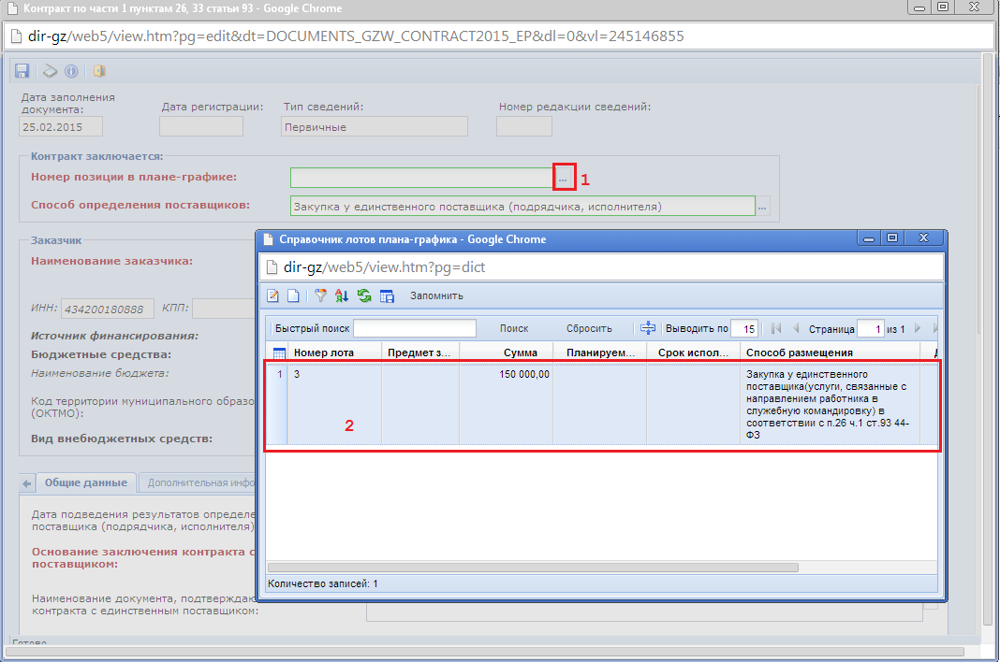 Контракт по части 1 пунктам 26, 33 статьи 93 - Google Chrome
dir-gz/web5/view.htm?pg=edit&dt=DOCUMENTS_GZW_CONTRACT2015_EP&dl=0&vl=245146855
Дата заполнения
документа:
Дата регистрации:
Тип сведений:
Номер редакции сведений:
25.02.2015
Первичные
Контракт заключается:
Номер позиции в плане-графике:
...
1
Способ определения поставщиков:
Закупка у единственного поставщика (подрядчика, исполнителя)
...
Заказчик
Наименование заказчика:
ИНН:
434200180888
КПП:
Источник финансирования:
Бюджетные средства:
Наименование бюджета:
Код территории муниципального образо
(ОКТМО):
Вид внебюджетных средств:
Общие данные
Дополнительная инфо
Дата подведения результатов определе
поставщика (подрядчика, исполнителя)
Основание заключения контракта с
поставщиком:
Наименование документа, подтверждаю
контракта с единственным поставщиком:
Готово
Справочник лотов плана-графика - Google Chrome
dir-gz/web5/view.htm?pg=dict
Запомнить
Быстрый поиск
Поиск
Сбросить
Выводить по
15
Страница
1
из 1
Номер лота
Предмет з...
Сумма
Планируем...
Срок испол...
Способ размещения
1
3
150 000,00
Закупка у единственного
поставщика(услуги, связанные с
направлением работника в
служебную командировку) в
соответствии с п.26 ч.1 ст.93 44-
ФЗ
2
Количество записей: 1